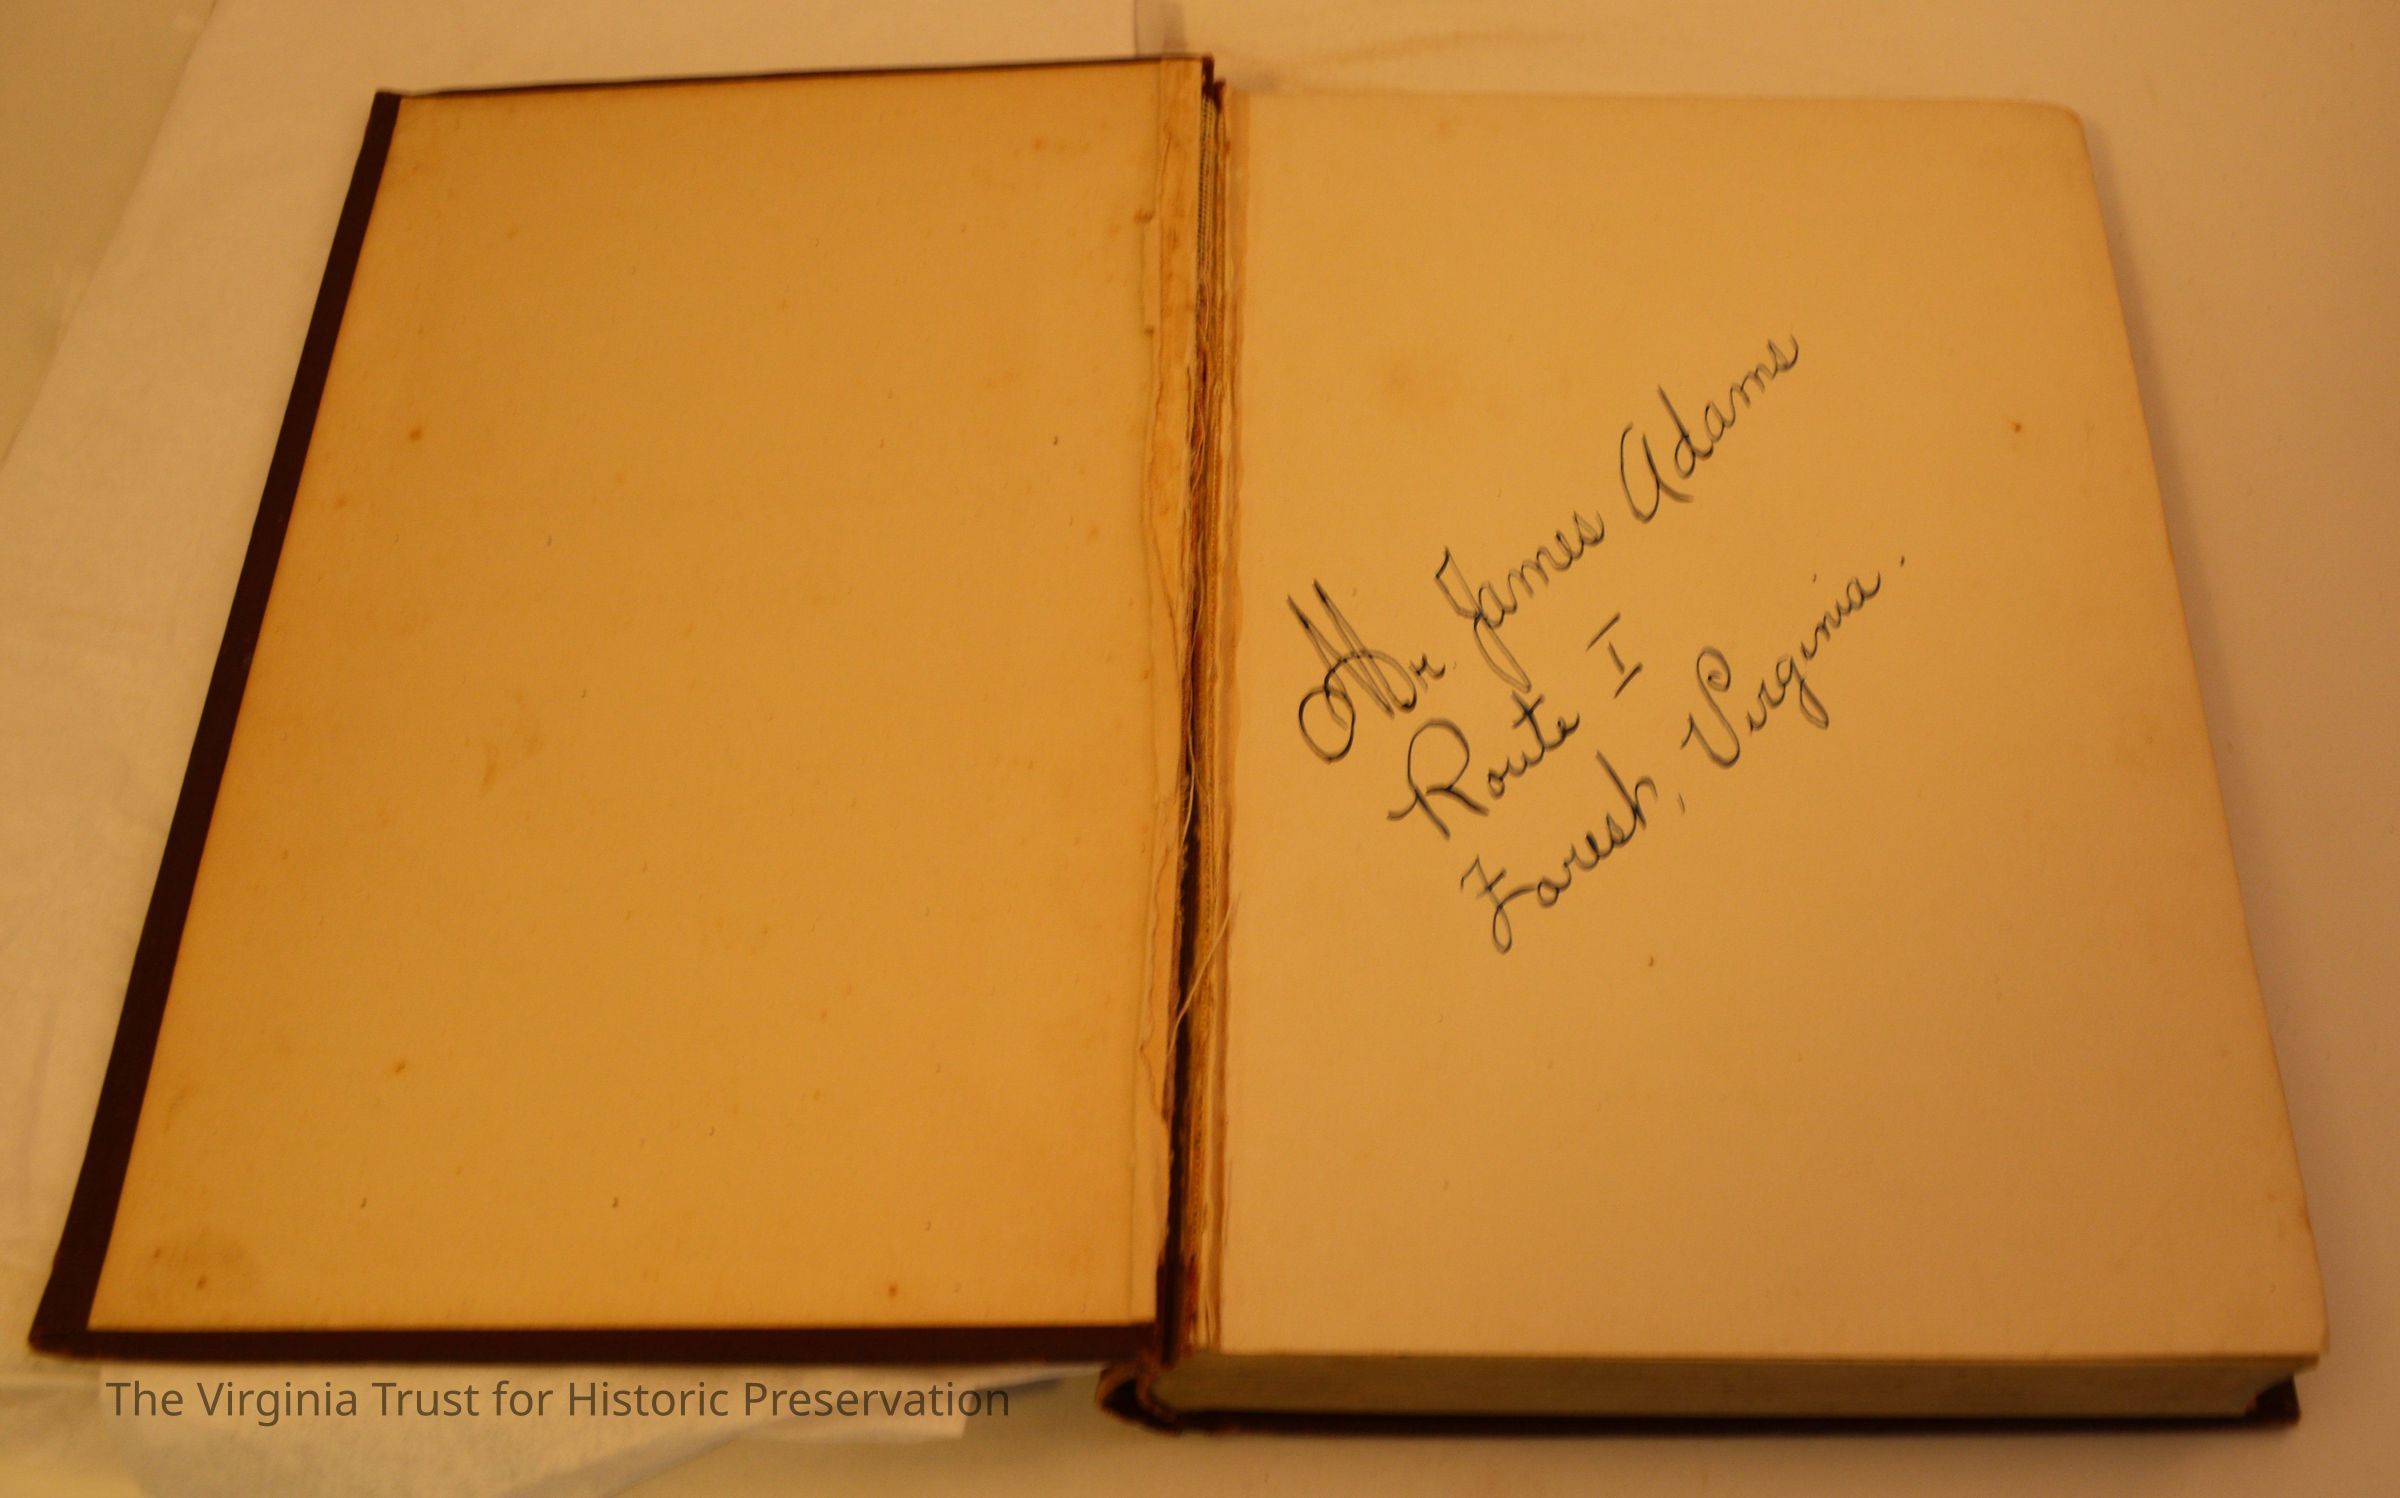 Mr James Adams
Route I
Forest, Virginia.
The Virginia Trust for Historic Preservation